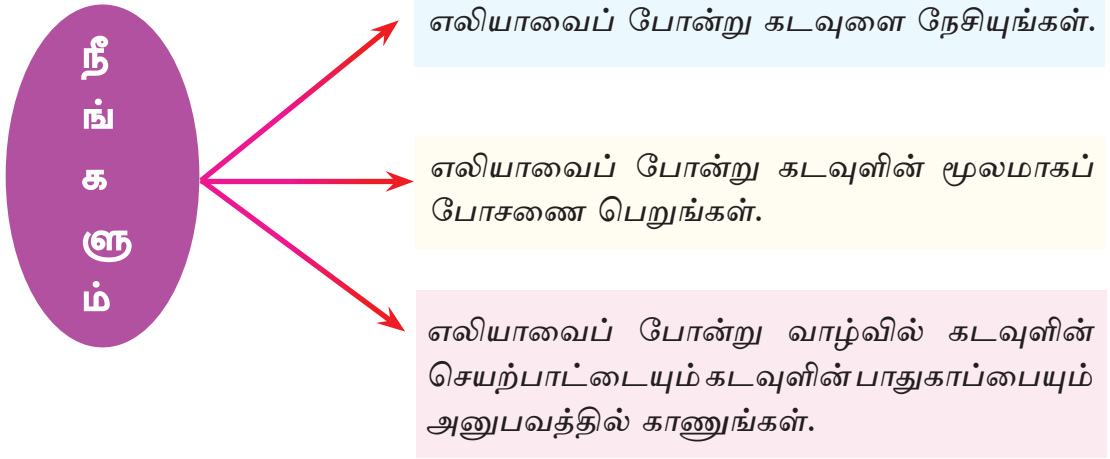 நீ
ங்
க
ளு
ம்
எலியாவைப் போன்று கடவுளை நேசியுங்கள்.
எலியாவைப் போன்று கடவுளின் மூலமாகப்
போசணை பெறுங்கள்.
எலியாவைப் போன்று வாழ்வில் கடவுளின்
செயற்பாட்டையும் கடவுளின் பாதுகாப்பையும்
அனுபவத்தில் காணுங்கள்.